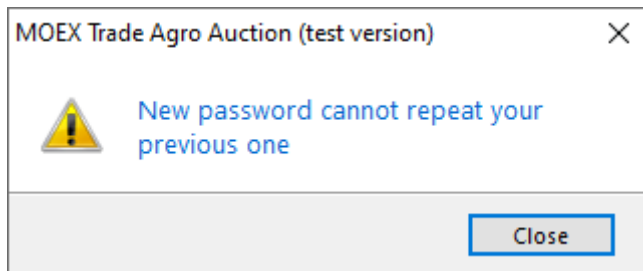 MOEX Trade Agro Auction (test version)
New password cannot repeat your
previous one
Close